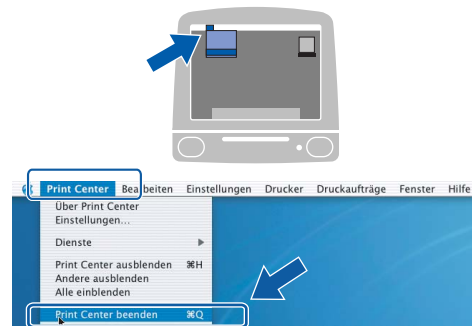 Print Center Bearbeiten Einstellungen Drucker Druckaufträge Fenster Hilfe
Über Print Center
Einstellungen...
Dienste
Print Center ausblenden ⌘H
Andere ausblenden
Alle einblenden
Print Center beenden ⌘Q